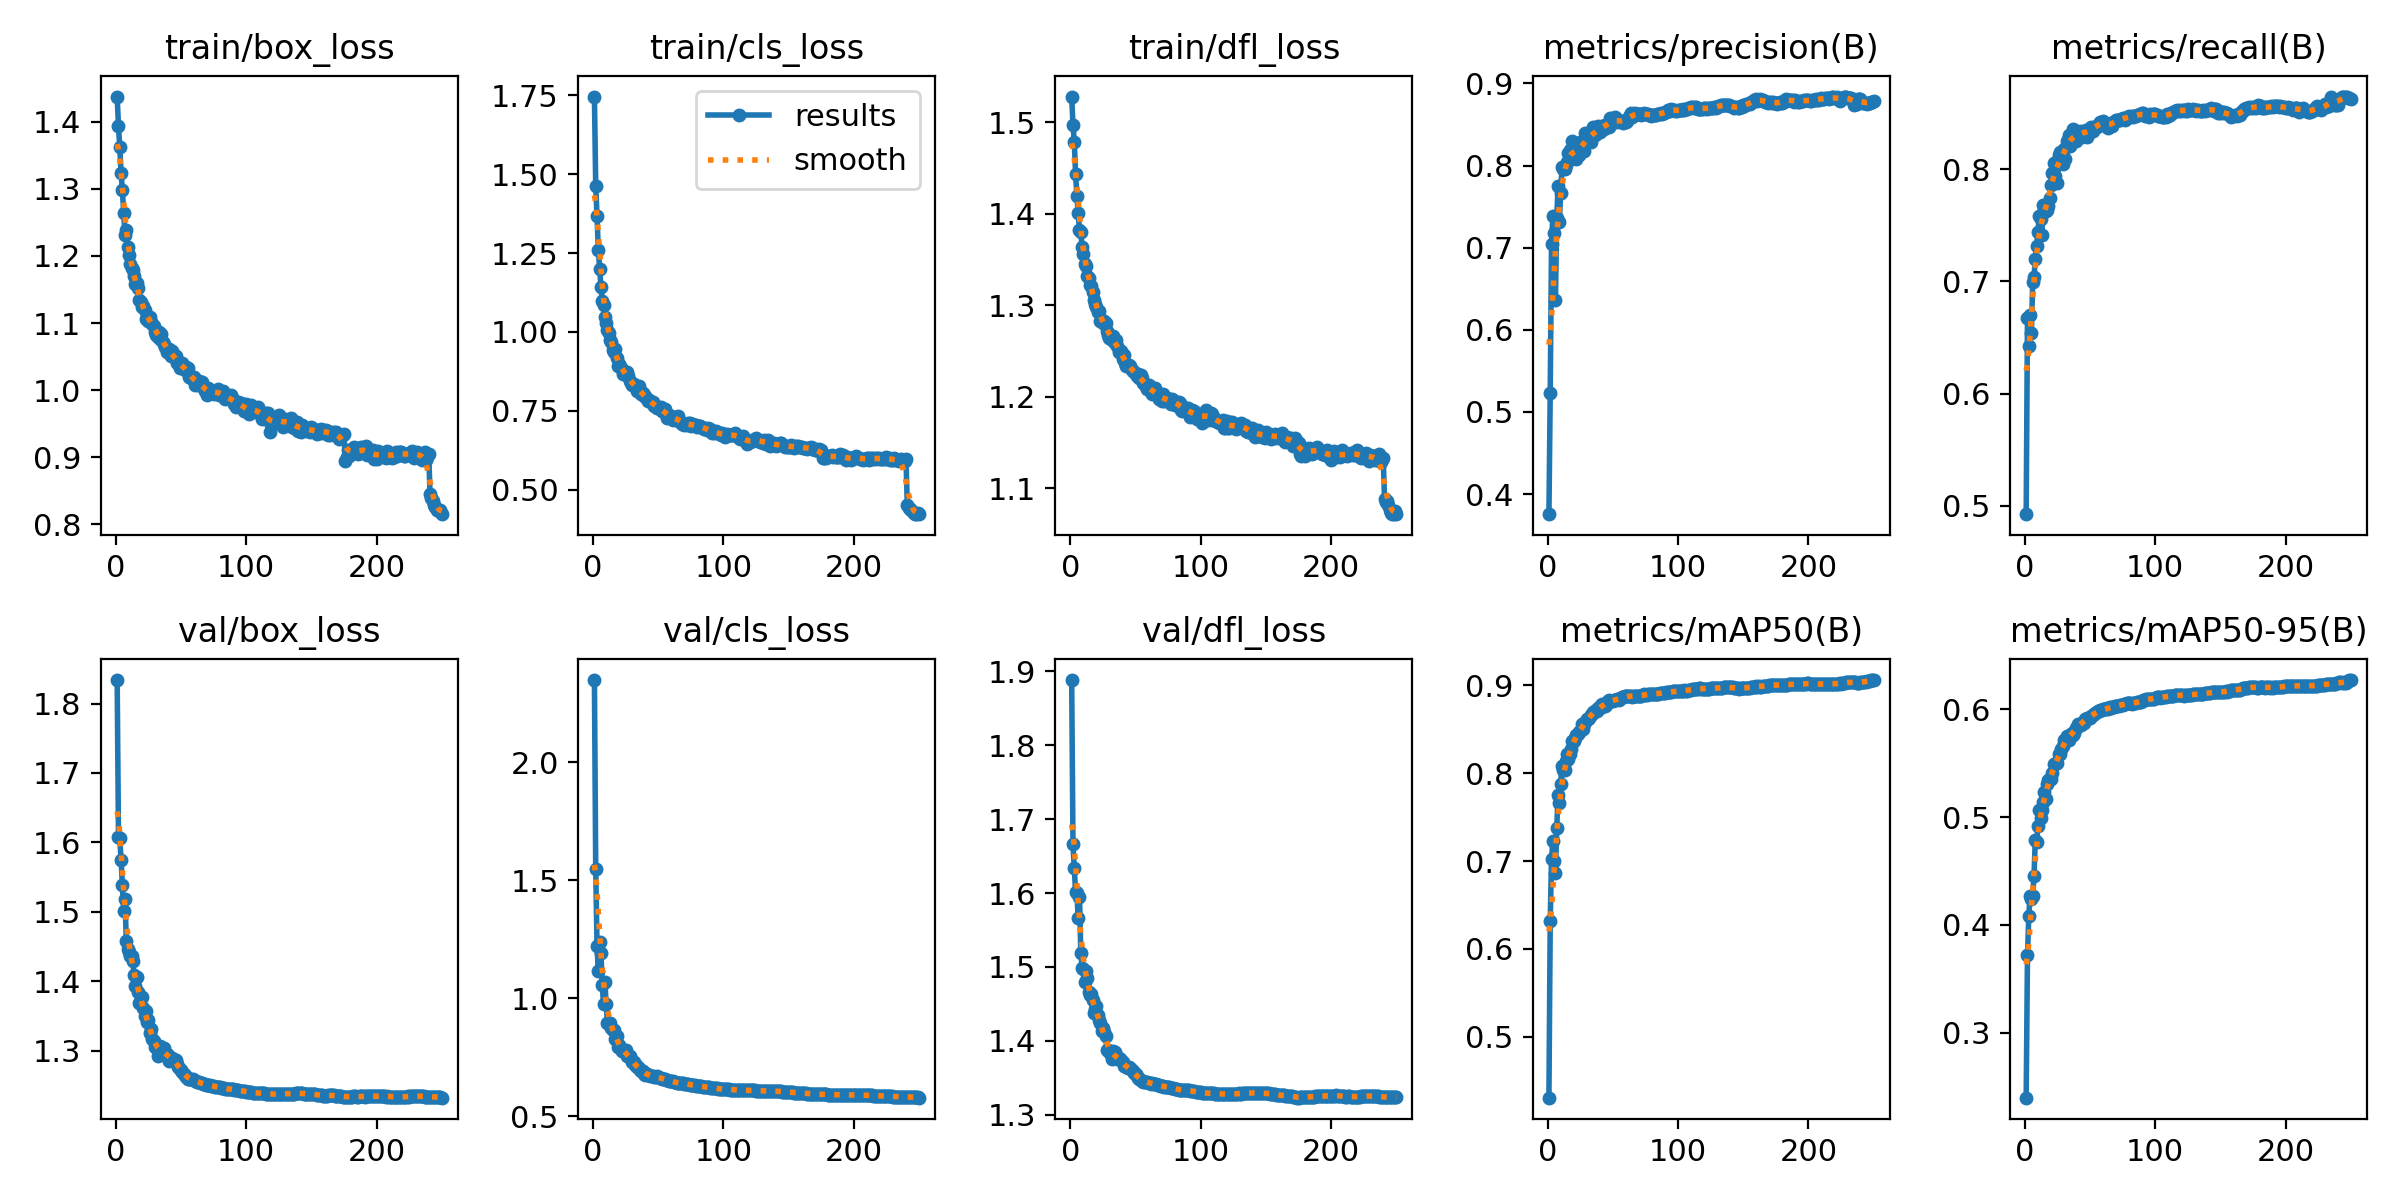 train/box_loss
1.4
1.3
1.2
1.1
1.0
0.9
0.8
0 100 200
train/cls_loss
results
smooth
1.75
1.50
1.25
1.00
0.75
0.50
0 100 200
train/dfl_loss
1.5
1.4
1.3
1.2
1.1
0 100 200
metrics/precision(B)
0.9
0.8
0.7
0.6
0.5
0.4
0 100 200
metrics/recall(B)
0.8
0.7
0.6
0.5
0 100 200
val/box_loss
1.8
1.7
1.6
1.5
1.4
1.3
0 100 200
val/cls_loss
2.0
1.5
1.0
0.5
0 100 200
val/dfl_loss
1.9
1.8
1.7
1.6
1.5
1.4
1.3
0 100 200
metrics/mAP50(B)
0.9
0.8
0.7
0.6
0.5
0 100 200
metrics/mAP50-95(B)
0.6
0.5
0.4
0.3
0 100 200